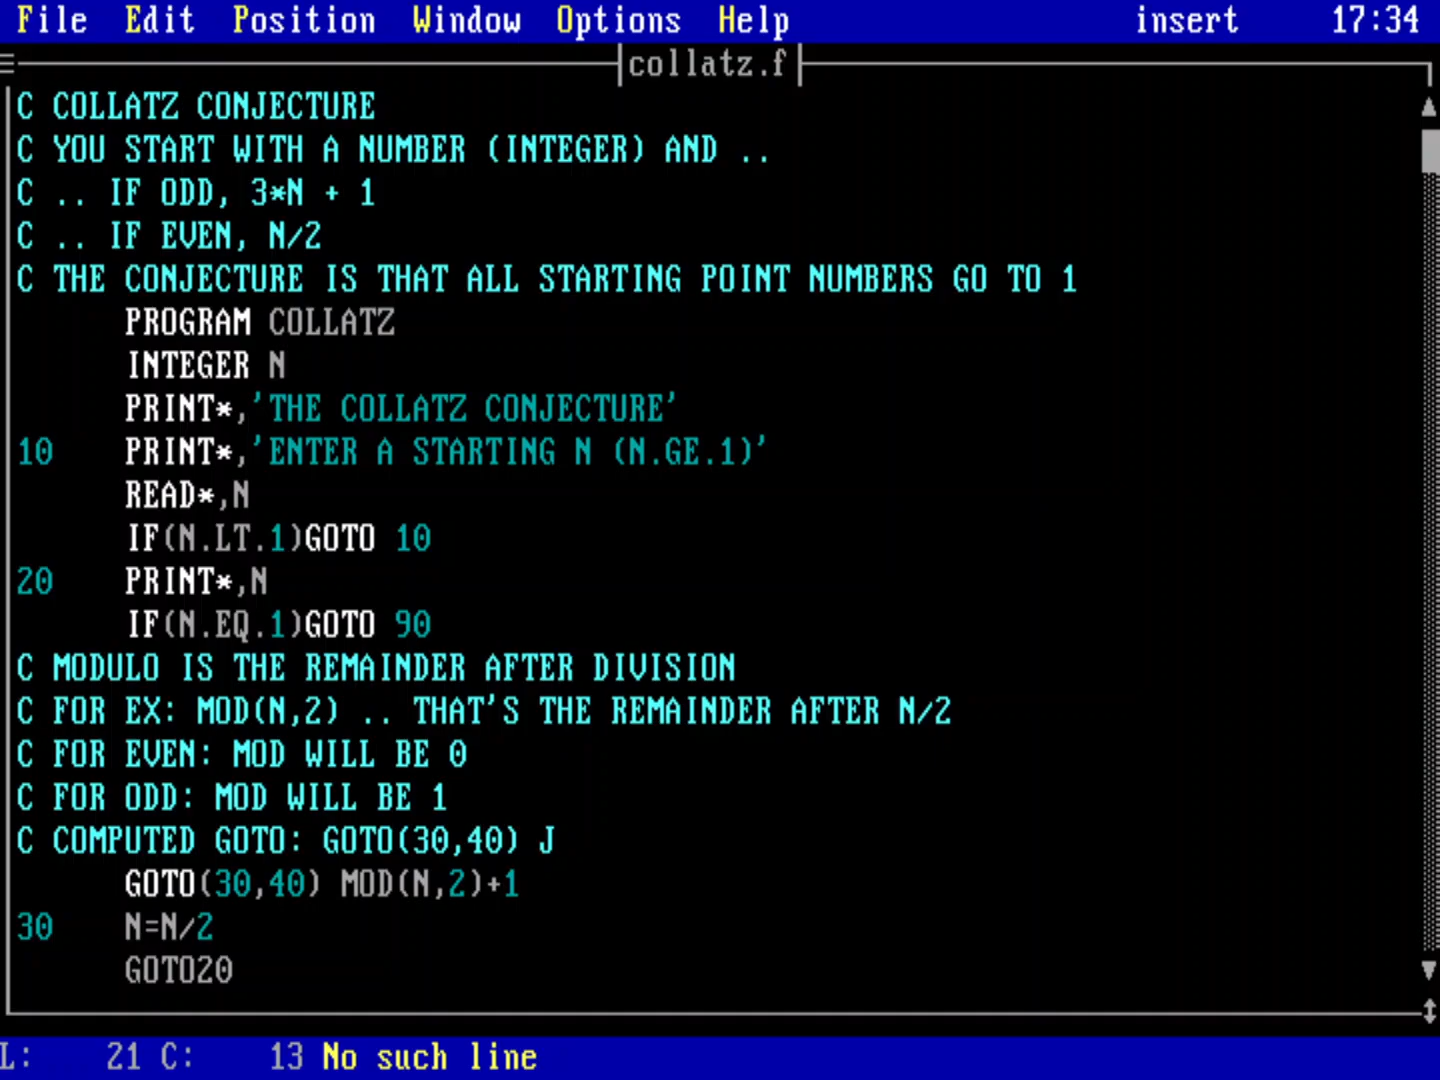 File Edit Position Window Options Help insert 17:34
collatz.f
C COLLATZ CONJECTURE
C YOU START WITH A NUMBER (INTEGER) AND ..
C .. IF ODD, 3*N + 1
C .. IF EVEN, N/2
C THE CONJECTURE IS THAT ALL STARTING POINT NUMBERS GO TO 1
      PROGRAM COLLATZ
      INTEGER N
      PRINT*,'THE COLLATZ CONJECTURE'
10    PRINT*,'ENTER A STARTING N (N.GE.1)'
      READ*,N
      IF(N.LT.1)GOTO 10
20    PRINT*,N
      IF(N.EQ.1)GOTO 90
C MODULO IS THE REMAINDER AFTER DIVISION
C FOR EX: MOD(N,2) .. THAT'S THE REMAINDER AFTER N/2
C FOR EVEN: MOD WILL BE 0
C FOR ODD: MOD WILL BE 1
C COMPUTED GOTO: GOTO(30,40) J
      GOTO(30,40) MOD(N,2)+1
30    N=N/2
      GOTO20
L: 21 C: 13 No such line